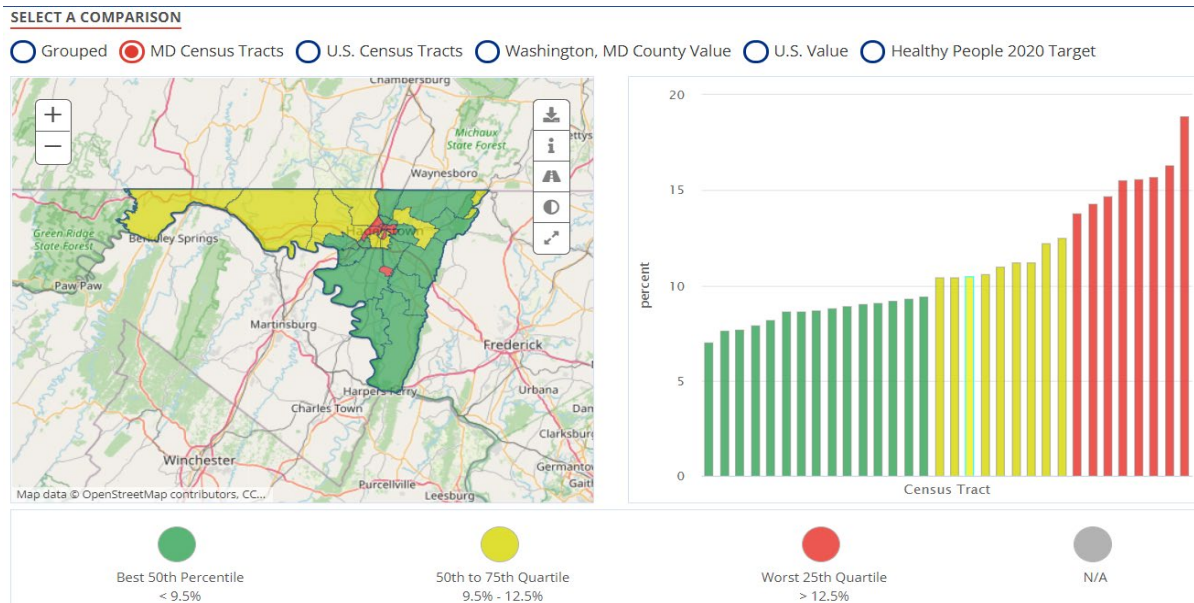 SELECT A COMPARISON
Grouped MD Census Tracts U.S. Census Tracts Washington, MD County Value U.S. Value Healthy People 2020 Target
Chambersburg
Michaux
State Forest
Waynesboro
Green Ridge
State Forest
Berkeley Springs
Paw Paw
Martinsburg
Frederick
Harpers Ferry
Urbana
Charles Town
Clarksburg
Winchester
Purcellville
Leesburg
Map data © OpenStreetMap contributors, CC...
20
15
10
5
0
percent
Census Tract
Best 50th Percentile
< 9.5%
50th to 75th Quartile
9.5% - 12.5%
Worst 25th Quartile
> 12.5%
N/A